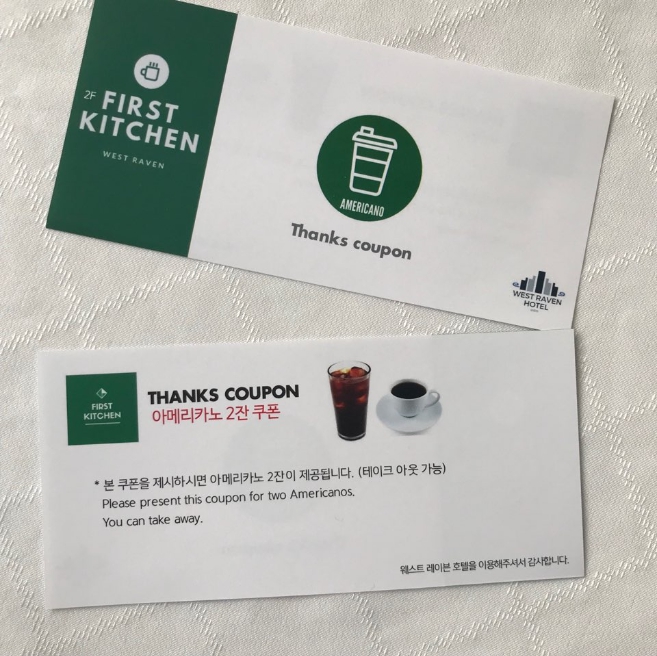 2F FIRST
KITCHEN
WEST RAVEN
AMERICANO
Thanks coupon
WEST RAVEN
HOTEL
FIRST
KITCHEN
THANKS COUPON
아메리카노 2잔 쿠폰
* 본 쿠폰을 제시하시면 아메리카노 2잔이 제공됩니다. (테이크 아웃 가능)
Please present this coupon for two Americanos.
You can take away.
웨스트 레이븐 호텔을 이용해주셔서 감사합니다.